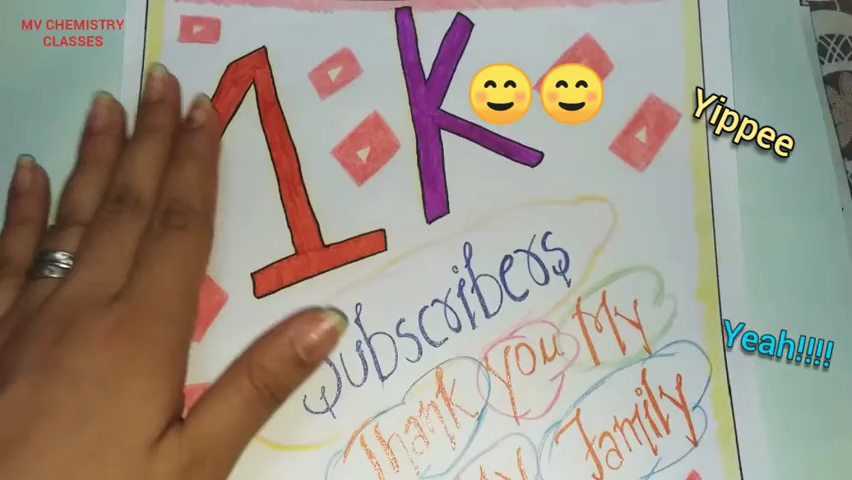 MV CHEMISTRY
CLASSES
1K
Yippee
Subscribers
Thank You My
Family
Yeah!!!!